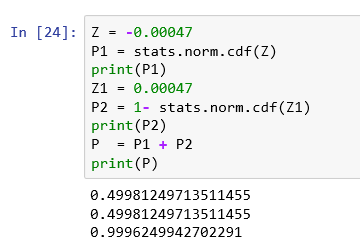 In [24]: Z = -0.00047
P1 = stats.norm.cdf(Z)
print(P1)
Z1 = 0.00047
P2 = 1- stats.norm.cdf(Z1)
print(P2)
P  = P1 + P2
print(P)
0.49981249713511455
0.49981249713511455
0.9996249942702291